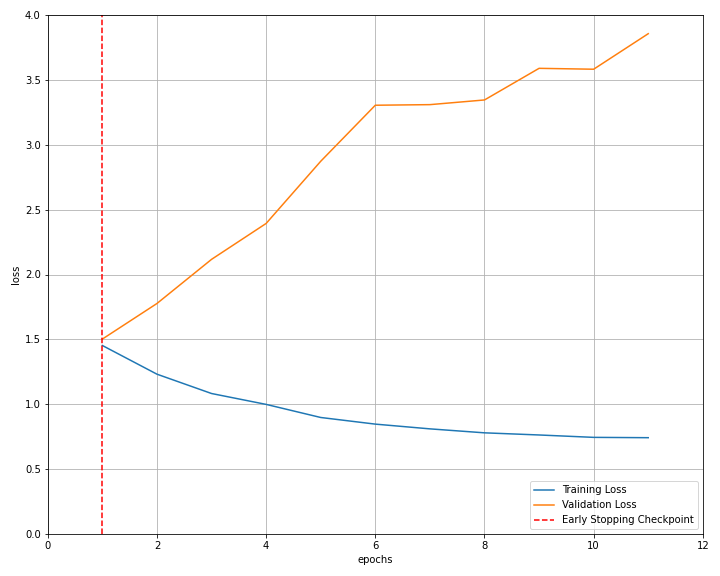 4.0
3.5
3.0
2.5
2.0
1.5
1.0
0.5
0.0
loss
0 2 4 6 8 10 12
epochs
Training Loss
Validation Loss
Early Stopping Checkpoint